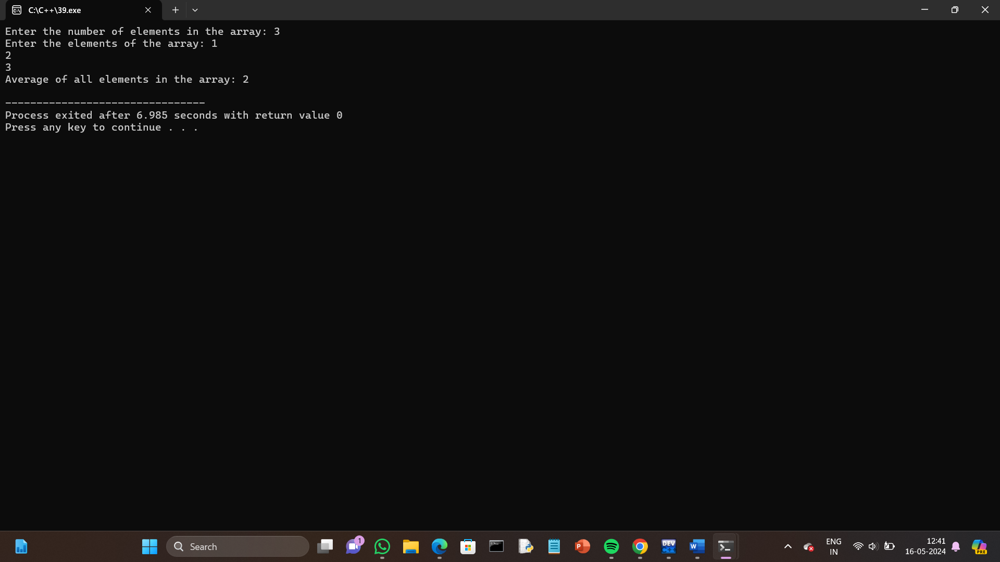 C:\C++\39.exe
Enter the number of elements in the array: 3
Enter the elements of the array: 1
2
3
Average of all elements in the array: 2
--------------------------------
Process exited after 6.985 seconds with return value 0
Press any key to continue . . .
Search
1
DEV
C++
W
P
ENG
IN
12:41
16-05-2024
PRE